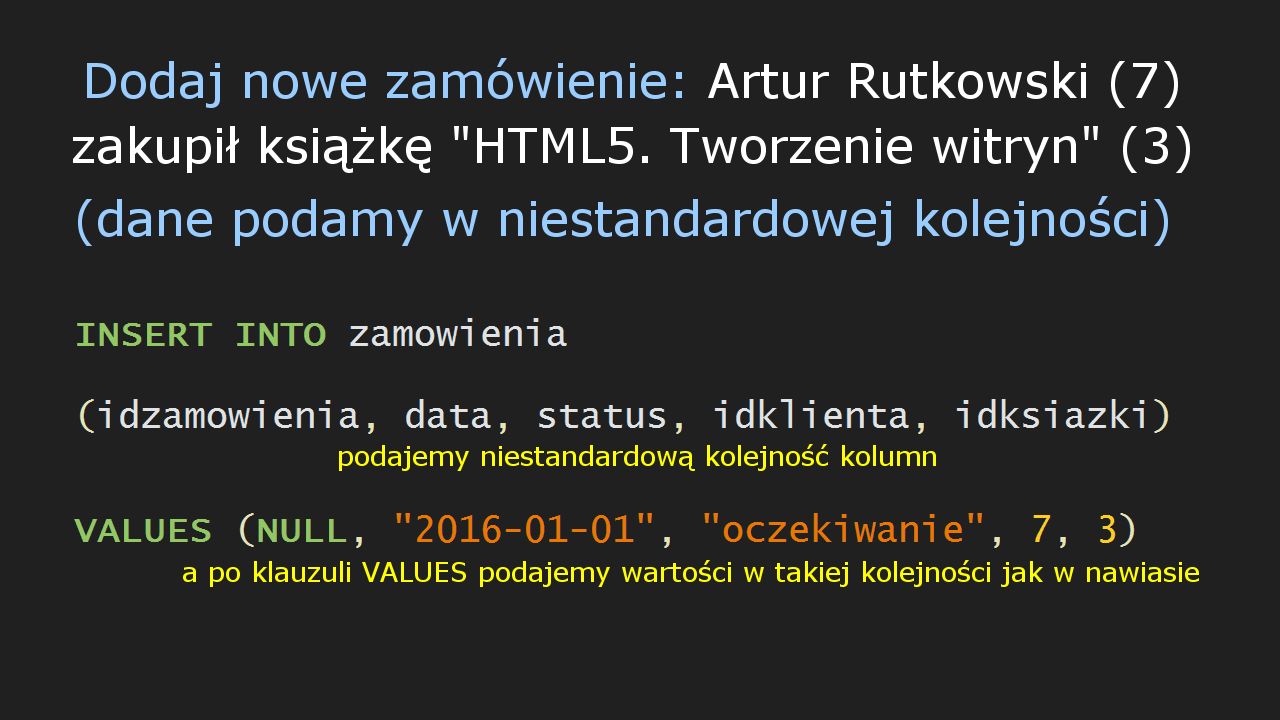 Dodaj nowe zamówienie: Artur Rutkowski (7)
zakupił książkę "HTML5. Tworzenie witryn" (3)
(dane podamy w niestandardowej kolejności)
INSERT INTO zamowienia
(idzamowienia, data, status, idklienta, idksiazki)
podajemy niestandardową kolejność kolumn
VALUES (NULL, "2016-01-01", "oczekiwanie", 7, 3)
a po klauzuli VALUES podajemy wartości w takiej kolejności jak w nawiasie